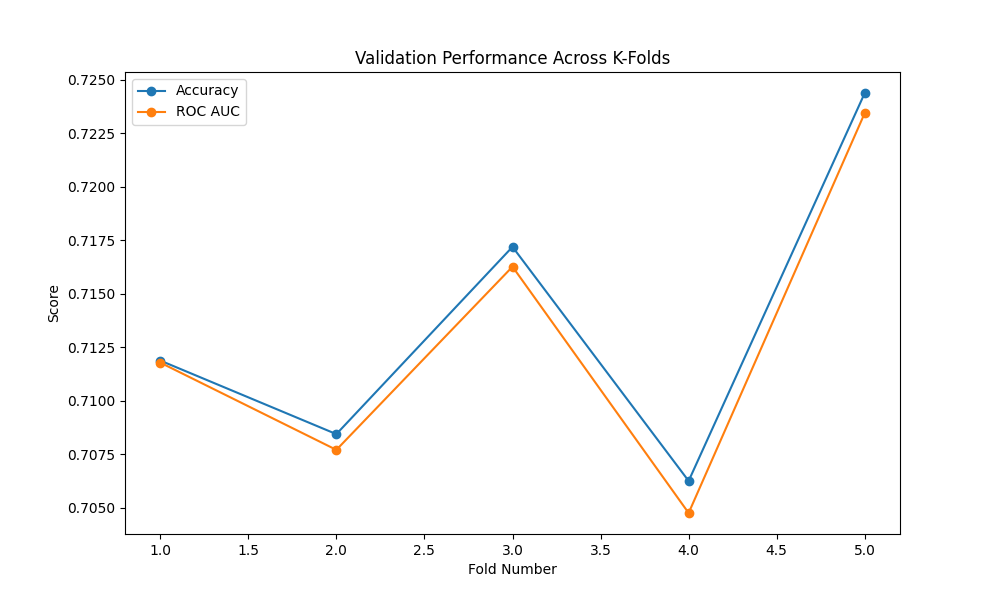 Validation Performance Across K-Folds
Accuracy
ROC AUC
Score
0.7250
0.7225
0.7200
0.7175
0.7150
0.7125
0.7100
0.7075
0.7050
1.0 1.5 2.0 2.5 3.0 3.5 4.0 4.5 5.0
Fold Number